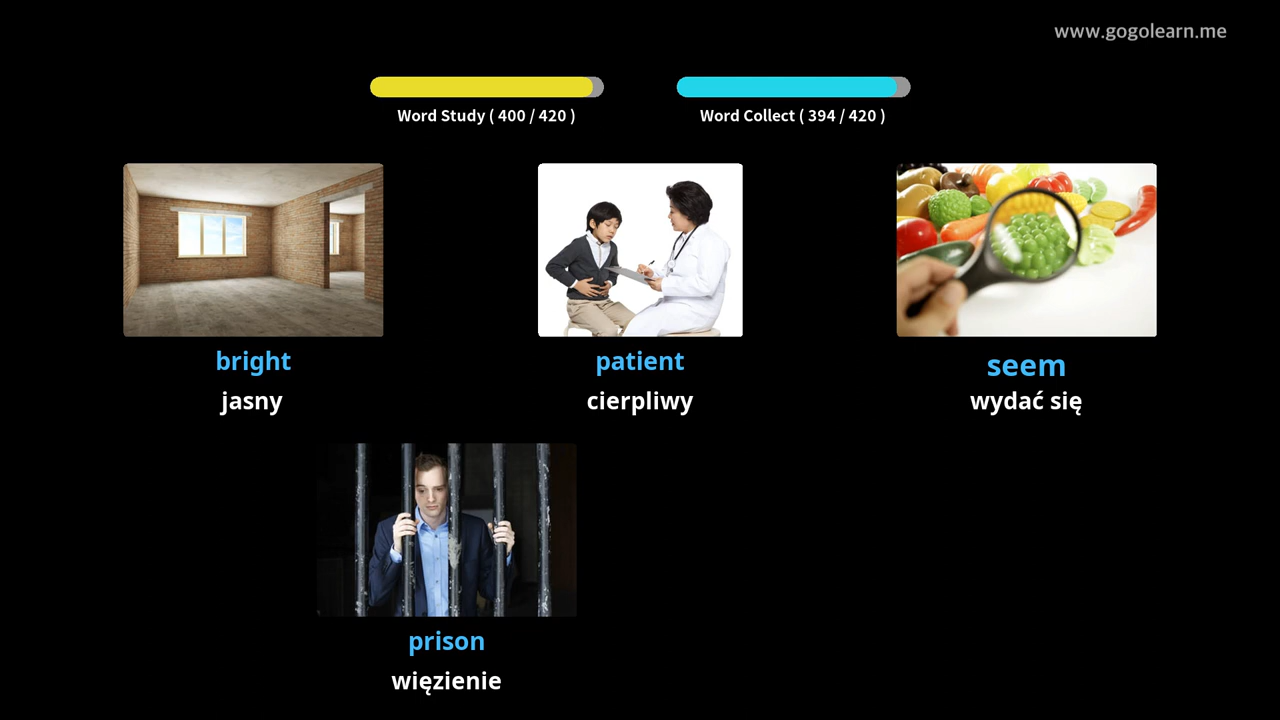 www.gogolearn.me
Word Study ( 400 / 420 )
Word Collect ( 394 / 420 )
bright
jasny
patient
cierpliwy
seem
wydać się
prison
więzienie